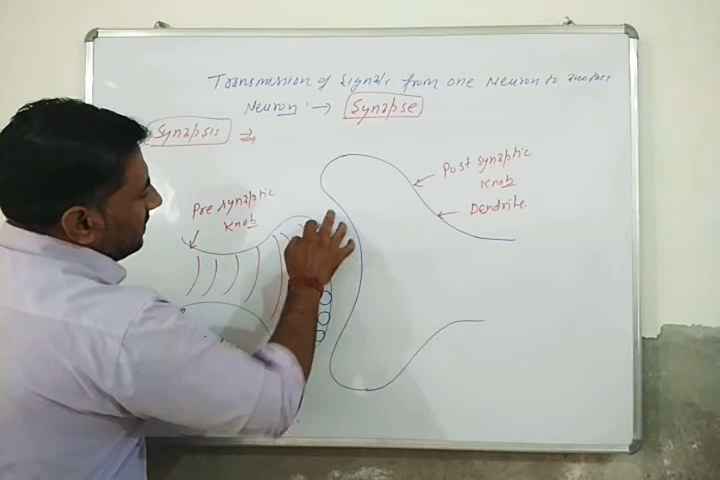 Transmission of Signals from one Neuron to another
Neuron → Synapse
Synapsis ⇒
Pre synaptic
Knob
Post synaptic
Knob
Dendrite